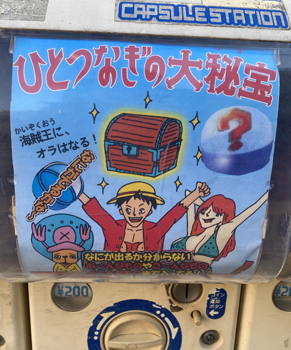 CAPSULE STATION
ひとつなぎの大秘宝
かいぞくおう
海賊王に、
オラはなる!
?
なにが出るか分からない
¥200
¥200